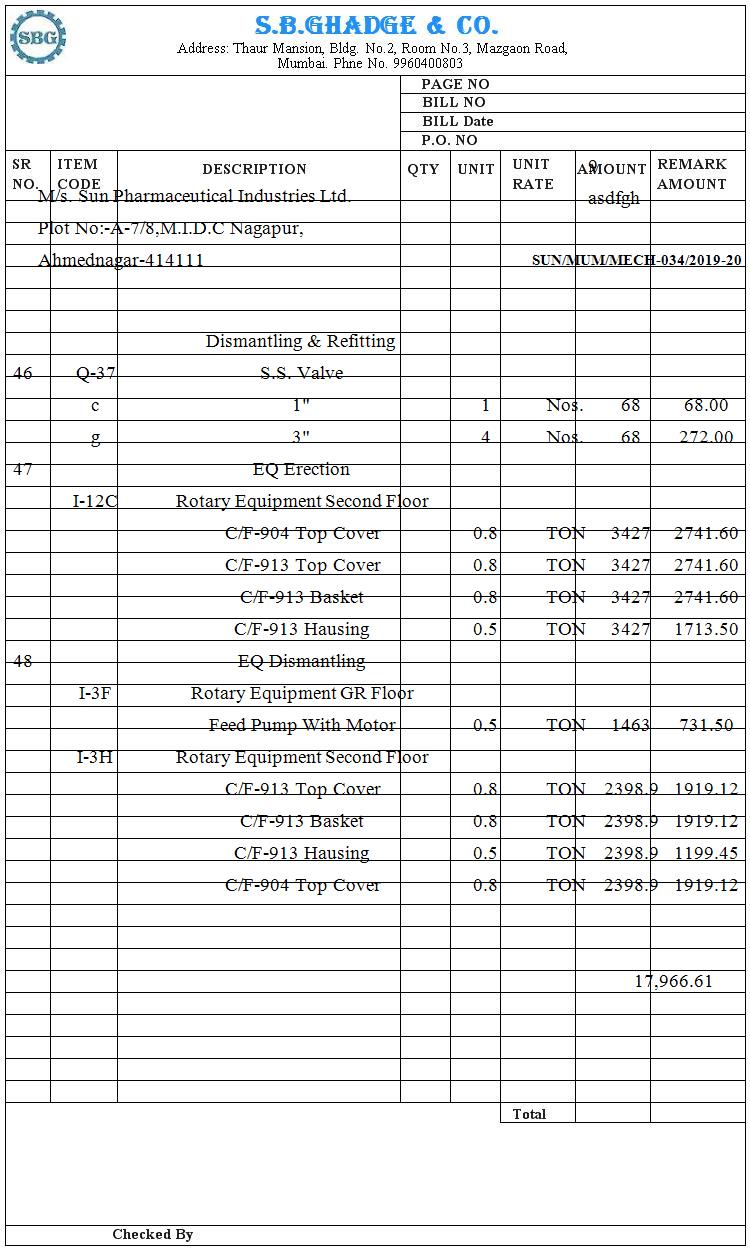 SBG
S.B.GHADGE & CO.
Address: Thaur Mansion, Bldg. No.2, Room No.3, Mazgaon Road,
Mumbai. Phne No. 9960400803
PAGE NO
BILL NO
BILL Date
P.O. NO
SR NO. ITEM CODE DESCRIPTION QTY UNIT UNIT RATE AMOUNT REMARK AMOUNT
9
M/s. Sun Pharmaceutical Industries Ltd. asdfgh
Plot No:-A-7/8,M.I.D.C Nagapur,
Ahmednagar-414111 SUN/MUM/MECH-034/2019-20
Dismantling & Refitting
46 Q-37 S.S. Valve
c 1" 1 Nos. 68 68.00
g 3" 4 Nos. 68 272.00
47 EQ Erection
I-12C Rotary Equipment Second Floor
C/F-904 Top Cover 0.8 TON 3427 2741.60
C/F-913 Top Cover 0.8 TON 3427 2741.60
C/F-913 Basket 0.8 TON 3427 2741.60
C/F-913 Hausing 0.5 TON 3427 1713.50
48 EQ Dismantling
I-3F Rotary Equipment GR Floor
Feed Pump With Motor 0.5 TON 1463 731.50
I-3H Rotary Equipment Second Floor
C/F-913 Top Cover 0.8 TON 2398.9 1919.12
C/F-913 Basket 0.8 TON 2398.9 1919.12
C/F-913 Hausing 0.5 TON 2398.9 1199.45
C/F-904 Top Cover 0.8 TON 2398.9 1919.12
17,966.61
Total
Checked By